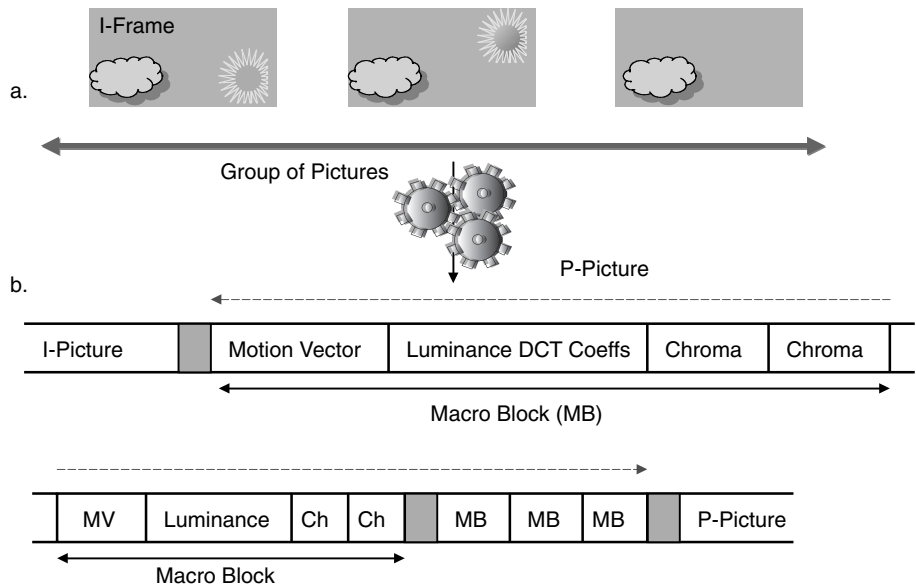 I-Frame
a.
Group of Pictures
P-Picture
b.
I-Picture Motion Vector Luminance DCT Coeffs Chroma Chroma
Macro Block (MB)
MV Luminance Ch Ch MB MB MB P-Picture
Macro Block